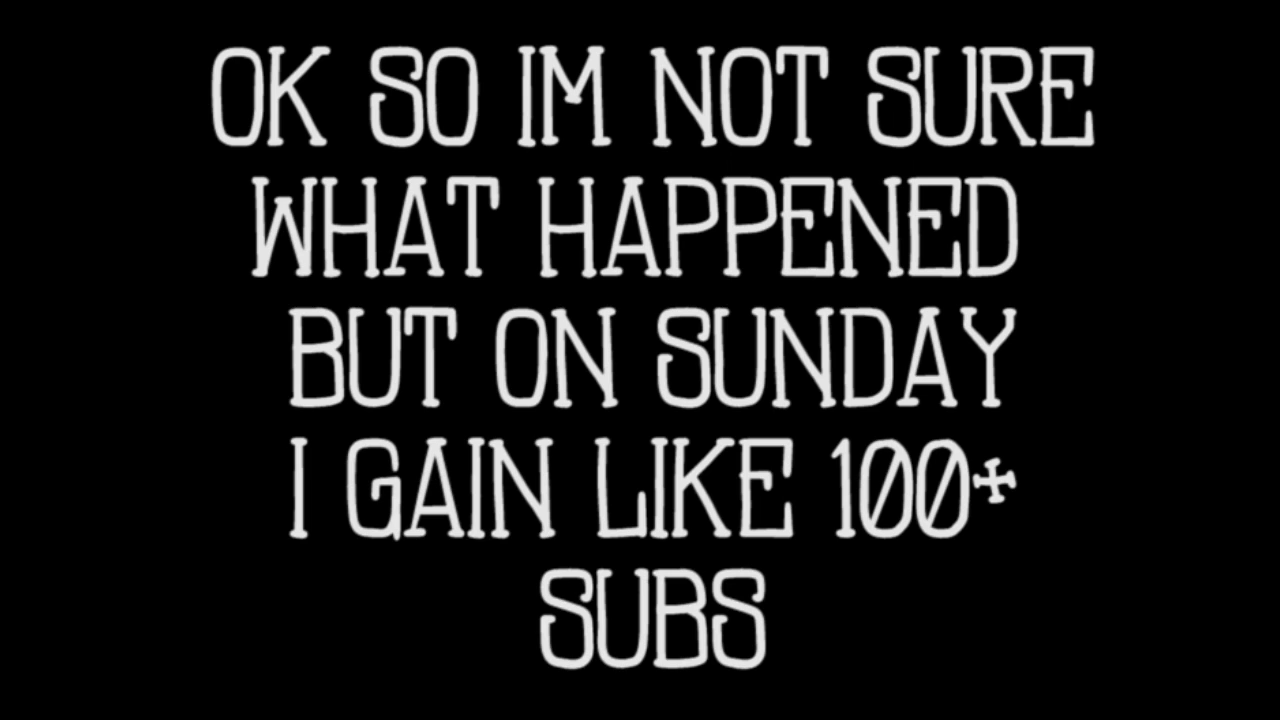 OK SO IM NOT SURE
WHAT HAPPENED
BUT ON SUNDAY
I GAIN LIKE 100+
SUBS